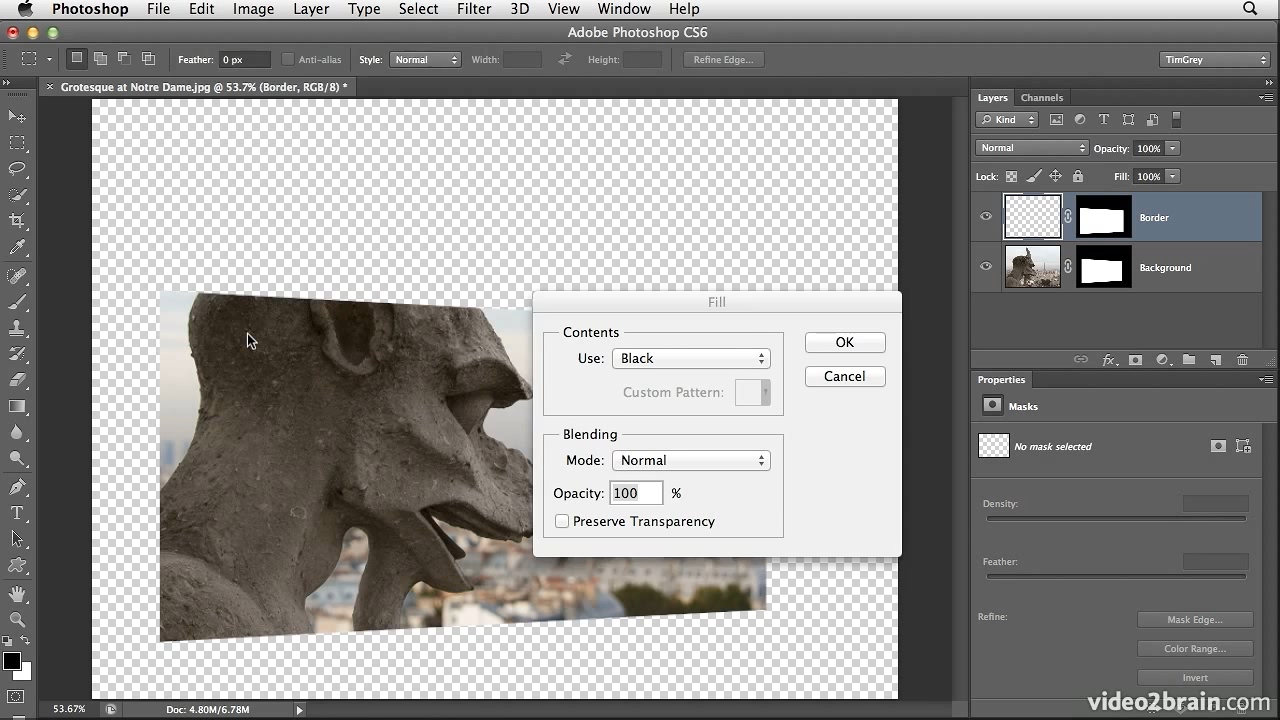 Photoshop File Edit Image Layer Type Select Filter 3D View Window Help
Adobe Photoshop CS6
Feather: 0 px Anti-alias Style: Normal Width: Height: Refine Edge... TimGrey
Grotesque at Notre Dame.jpg @ 53.7% (Border, RGB/8) *
Layers Channels
Kind
Normal Opacity: 100%
Lock: Fill: 100%
Border
Background
Fill
Contents
Use: Black
Custom Pattern:
OK
Cancel
Blending
Mode: Normal
Opacity: 100 %
Preserve Transparency
Properties
Masks
No mask selected
Density:
Feather:
Refine: Mask Edge...
Color Range...
Invert
53.67% Doc: 4.80M/6.78M
video2brain.com